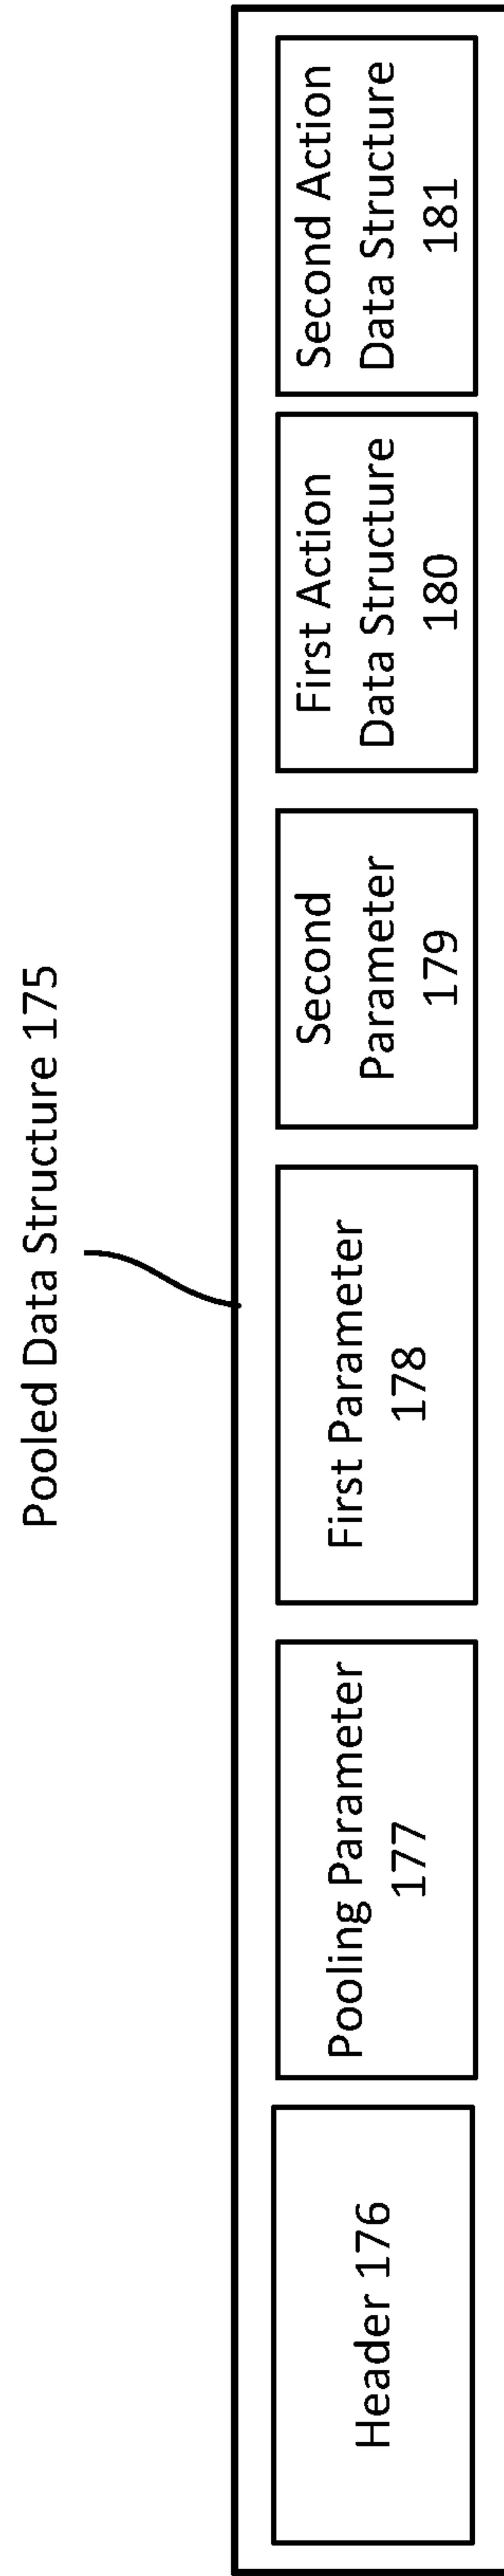 Pooled Data Structure 175
Header 176
Pooling Parameter
177
First Parameter
178
Second
Parameter
179
First Action
Data Structure
180
Second Action
Data Structure
181